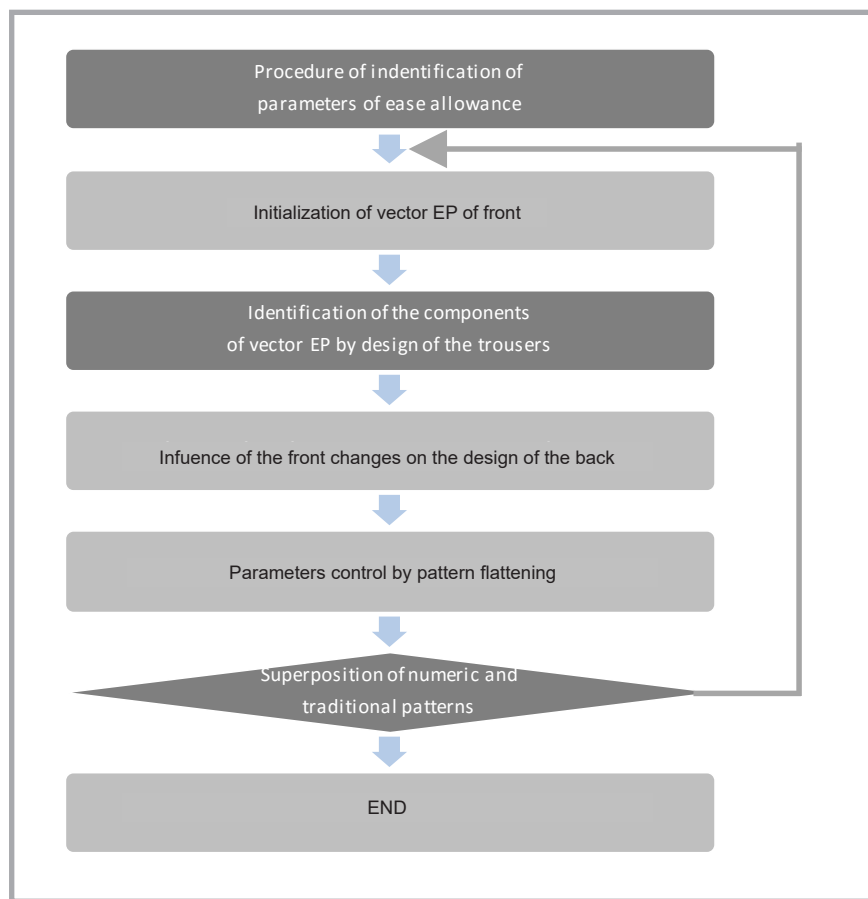 Procedure of indentification of
parameters of ease allowance
Initialization of vector EP of front
Identification of the components
of vector EP by design of the trousers
Infuence of the front changes on the design of the back
Parameters control by pattern flattening
Superposition of numeric and
traditional patterns
END